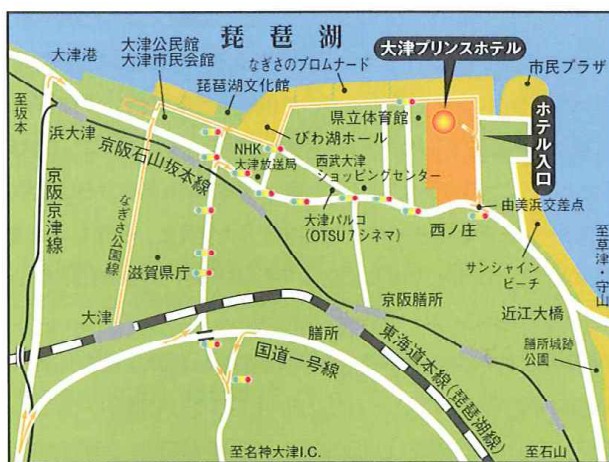 琵琶湖
大津港
大津公民館
大津市民会館
琵琶湖文化館
なぎさのプロムナード
大津プリンスホテル
市民プラザ
県立体育館
ホテル入口
至坂本
浜大津
びわ湖ホール
NHK
大津放送局
西武大津
ショッピングセンター
京阪石山坂本線
京阪京津線
なぎさ公園線
大津パルコ
(OTSU7シネマ)
西ノ庄
由美浜交差点
滋賀県庁
サンシャイン
ビーチ
至草津・守山
大津
京阪膳所
近江大橋
膳所
国道一号線
東海道本線(琵琶湖線)
膳所城跡
公園
至名神大津I.C.
至石山